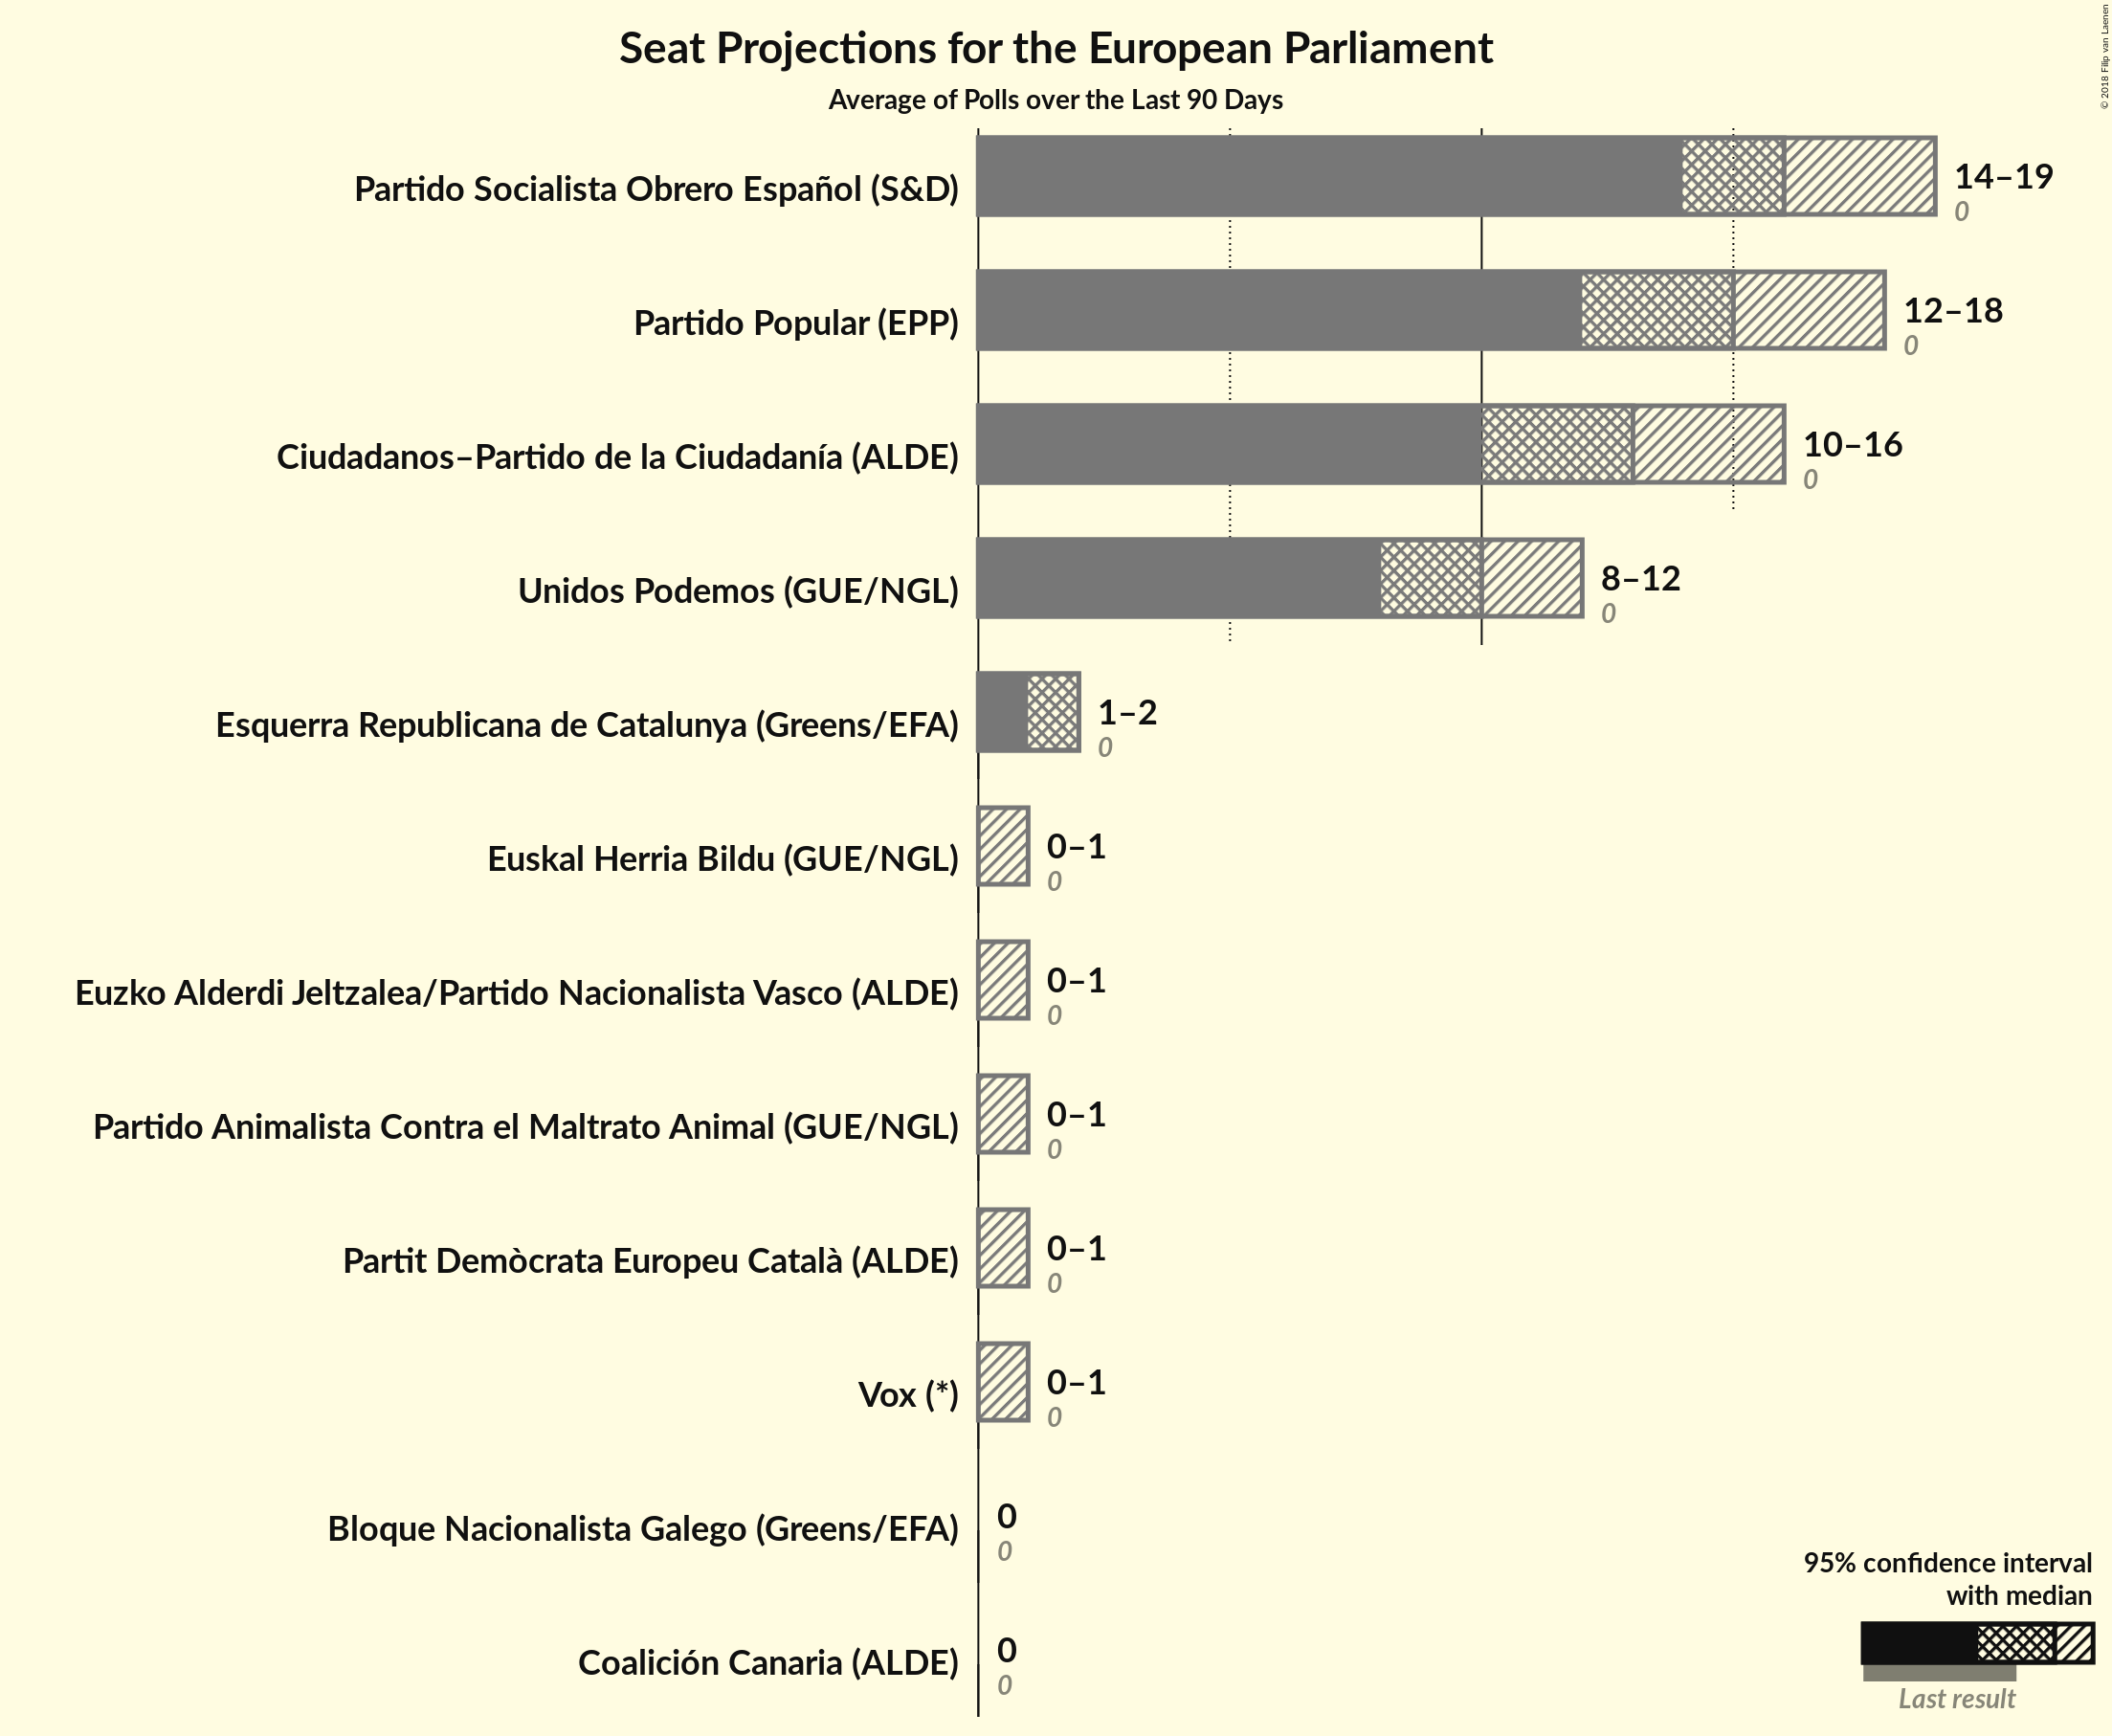 Seat Projections for the European Parliament
Average of Polls over the Last 90 Days
© 2018 Filip van Laenen
Partido Socialista Obrero Español (S&D)
14–19
0
Partido Popular (EPP)
12–18
0
Ciudadanos–Partido de la Ciudadanía (ALDE)
10–16
0
Unidos Podemos (GUE/NGL)
8–12
0
Esquerra Republicana de Catalunya (Greens/EFA)
1–2
0
Euskal Herria Bildu (GUE/NGL)
0–1
0
Euzko Alderdi Jeltzalea/Partido Nacionalista Vasco (ALDE)
0–1
0
Partido Animalista Contra el Maltrato Animal (GUE/NGL)
0–1
0
Partit Demòcrata Europeu Català (ALDE)
0–1
0
Vox (*)
0–1
0
Bloque Nacionalista Galego (Greens/EFA)
0
0
Coalición Canaria (ALDE)
0
0
95% confidence interval
with median
Last result